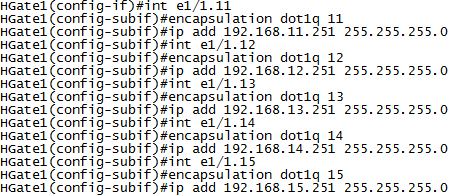 HGate1(config-if)#int e1/1.11
HGate1(config-subif)#encapsulation dot1q 11
HGate1(config-subif)#ip add 192.168.11.251 255.255.255.0
HGate1(config-subif)#int e1/1.12
HGate1(config-subif)#encapsulation dot1q 12
HGate1(config-subif)#ip add 192.168.12.251 255.255.255.0
HGate1(config-subif)#int e1/1.13
HGate1(config-subif)#encapsulation dot1q 13
HGate1(config-subif)#ip add 192.168.13.251 255.255.255.0
HGate1(config-subif)#int e1/1.14
HGate1(config-subif)#encapsulation dot1q 14
HGate1(config-subif)#ip add 192.168.14.251 255.255.255.0
HGate1(config-subif)#int e1/1.15
HGate1(config-subif)#encapsulation dot1q 15
HGate1(config-subif)#ip add 192.168.15.251 255.255.255.0